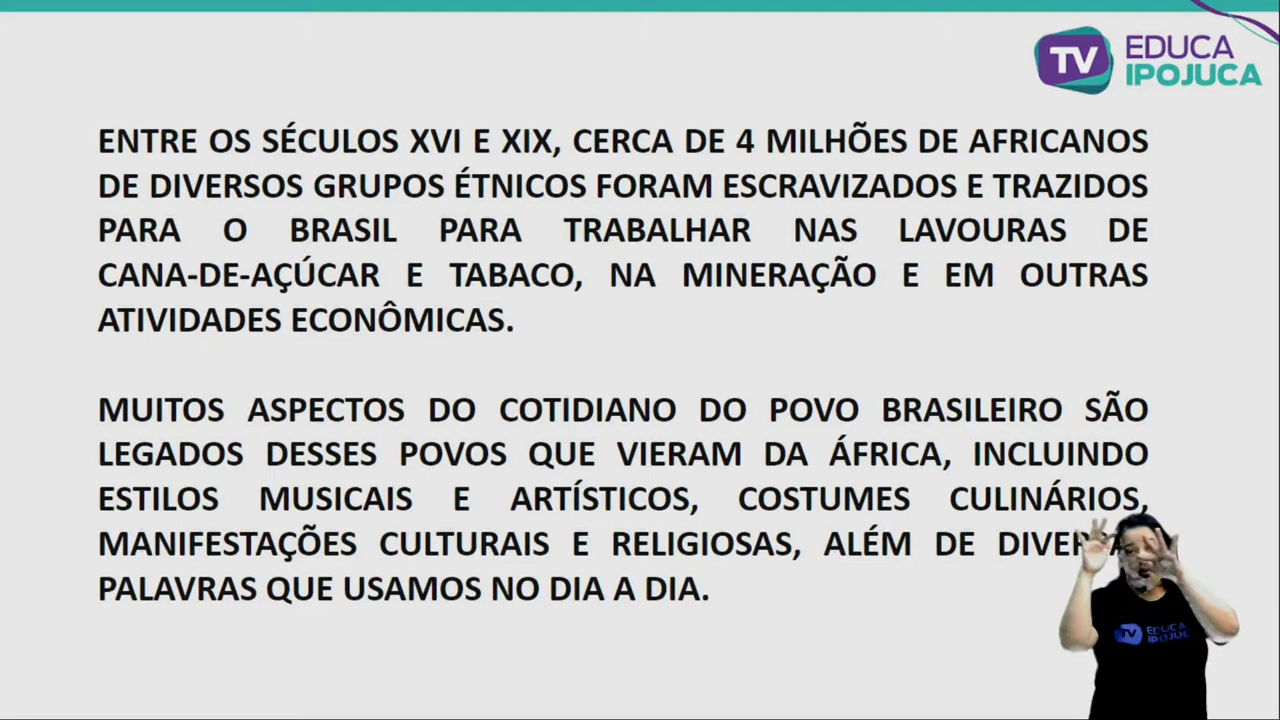 TV EDUCA
IPOJUCA
ENTRE OS SÉCULOS XVI E XIX, CERCA DE 4 MILHÕES DE AFRICANOS
DE DIVERSOS GRUPOS ÉTNICOS FORAM ESCRAVIZADOS E TRAZIDOS
PARA O BRASIL PARA TRABALHAR NAS LAVOURAS DE
CANA-DE-AÇÚCAR E TABACO, NA MINERAÇÃO E EM OUTRAS
ATIVIDADES ECONÔMICAS.
MUITOS ASPECTOS DO COTIDIANO DO POVO BRASILEIRO SÃO
LEGADOS DESSES POVOS QUE VIERAM DA ÁFRICA, INCLUINDO
ESTILOS MUSICAIS E ARTÍSTICOS, COSTUMES CULINÁRIOS,
MANIFESTAÇÕES CULTURAIS E RELIGIOSAS, ALÉM DE
PALAVRAS QUE USAMOS NO DIA A DIA.
TV EDUCA
IPOJUC